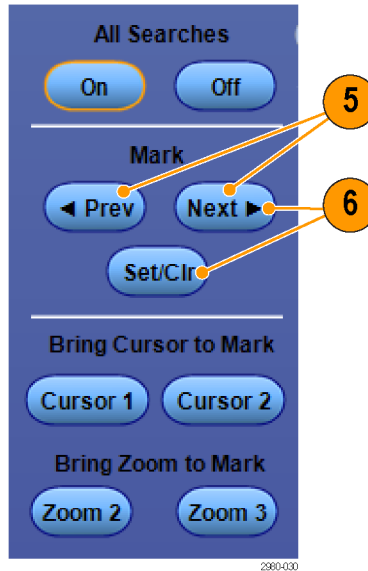 All Searches
On Off
5
Mark
◄ Prev Next ►
6
Set/Clr
Bring Cursor to Mark
Cursor 1 Cursor 2
Bring Zoom to Mark
Zoom 2 Zoom 3
2980-030